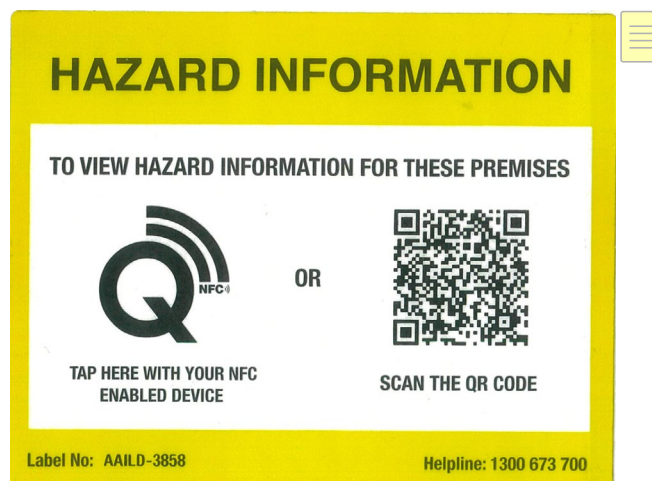 HAZARD INFORMATION
TO VIEW HAZARD INFORMATION FOR THESE PREMISES
NFC
OR
TAP HERE WITH YOUR NFC
ENABLED DEVICE
SCAN THE QR CODE
Label No: AAILD-3858
Helpline: 1300 673 700